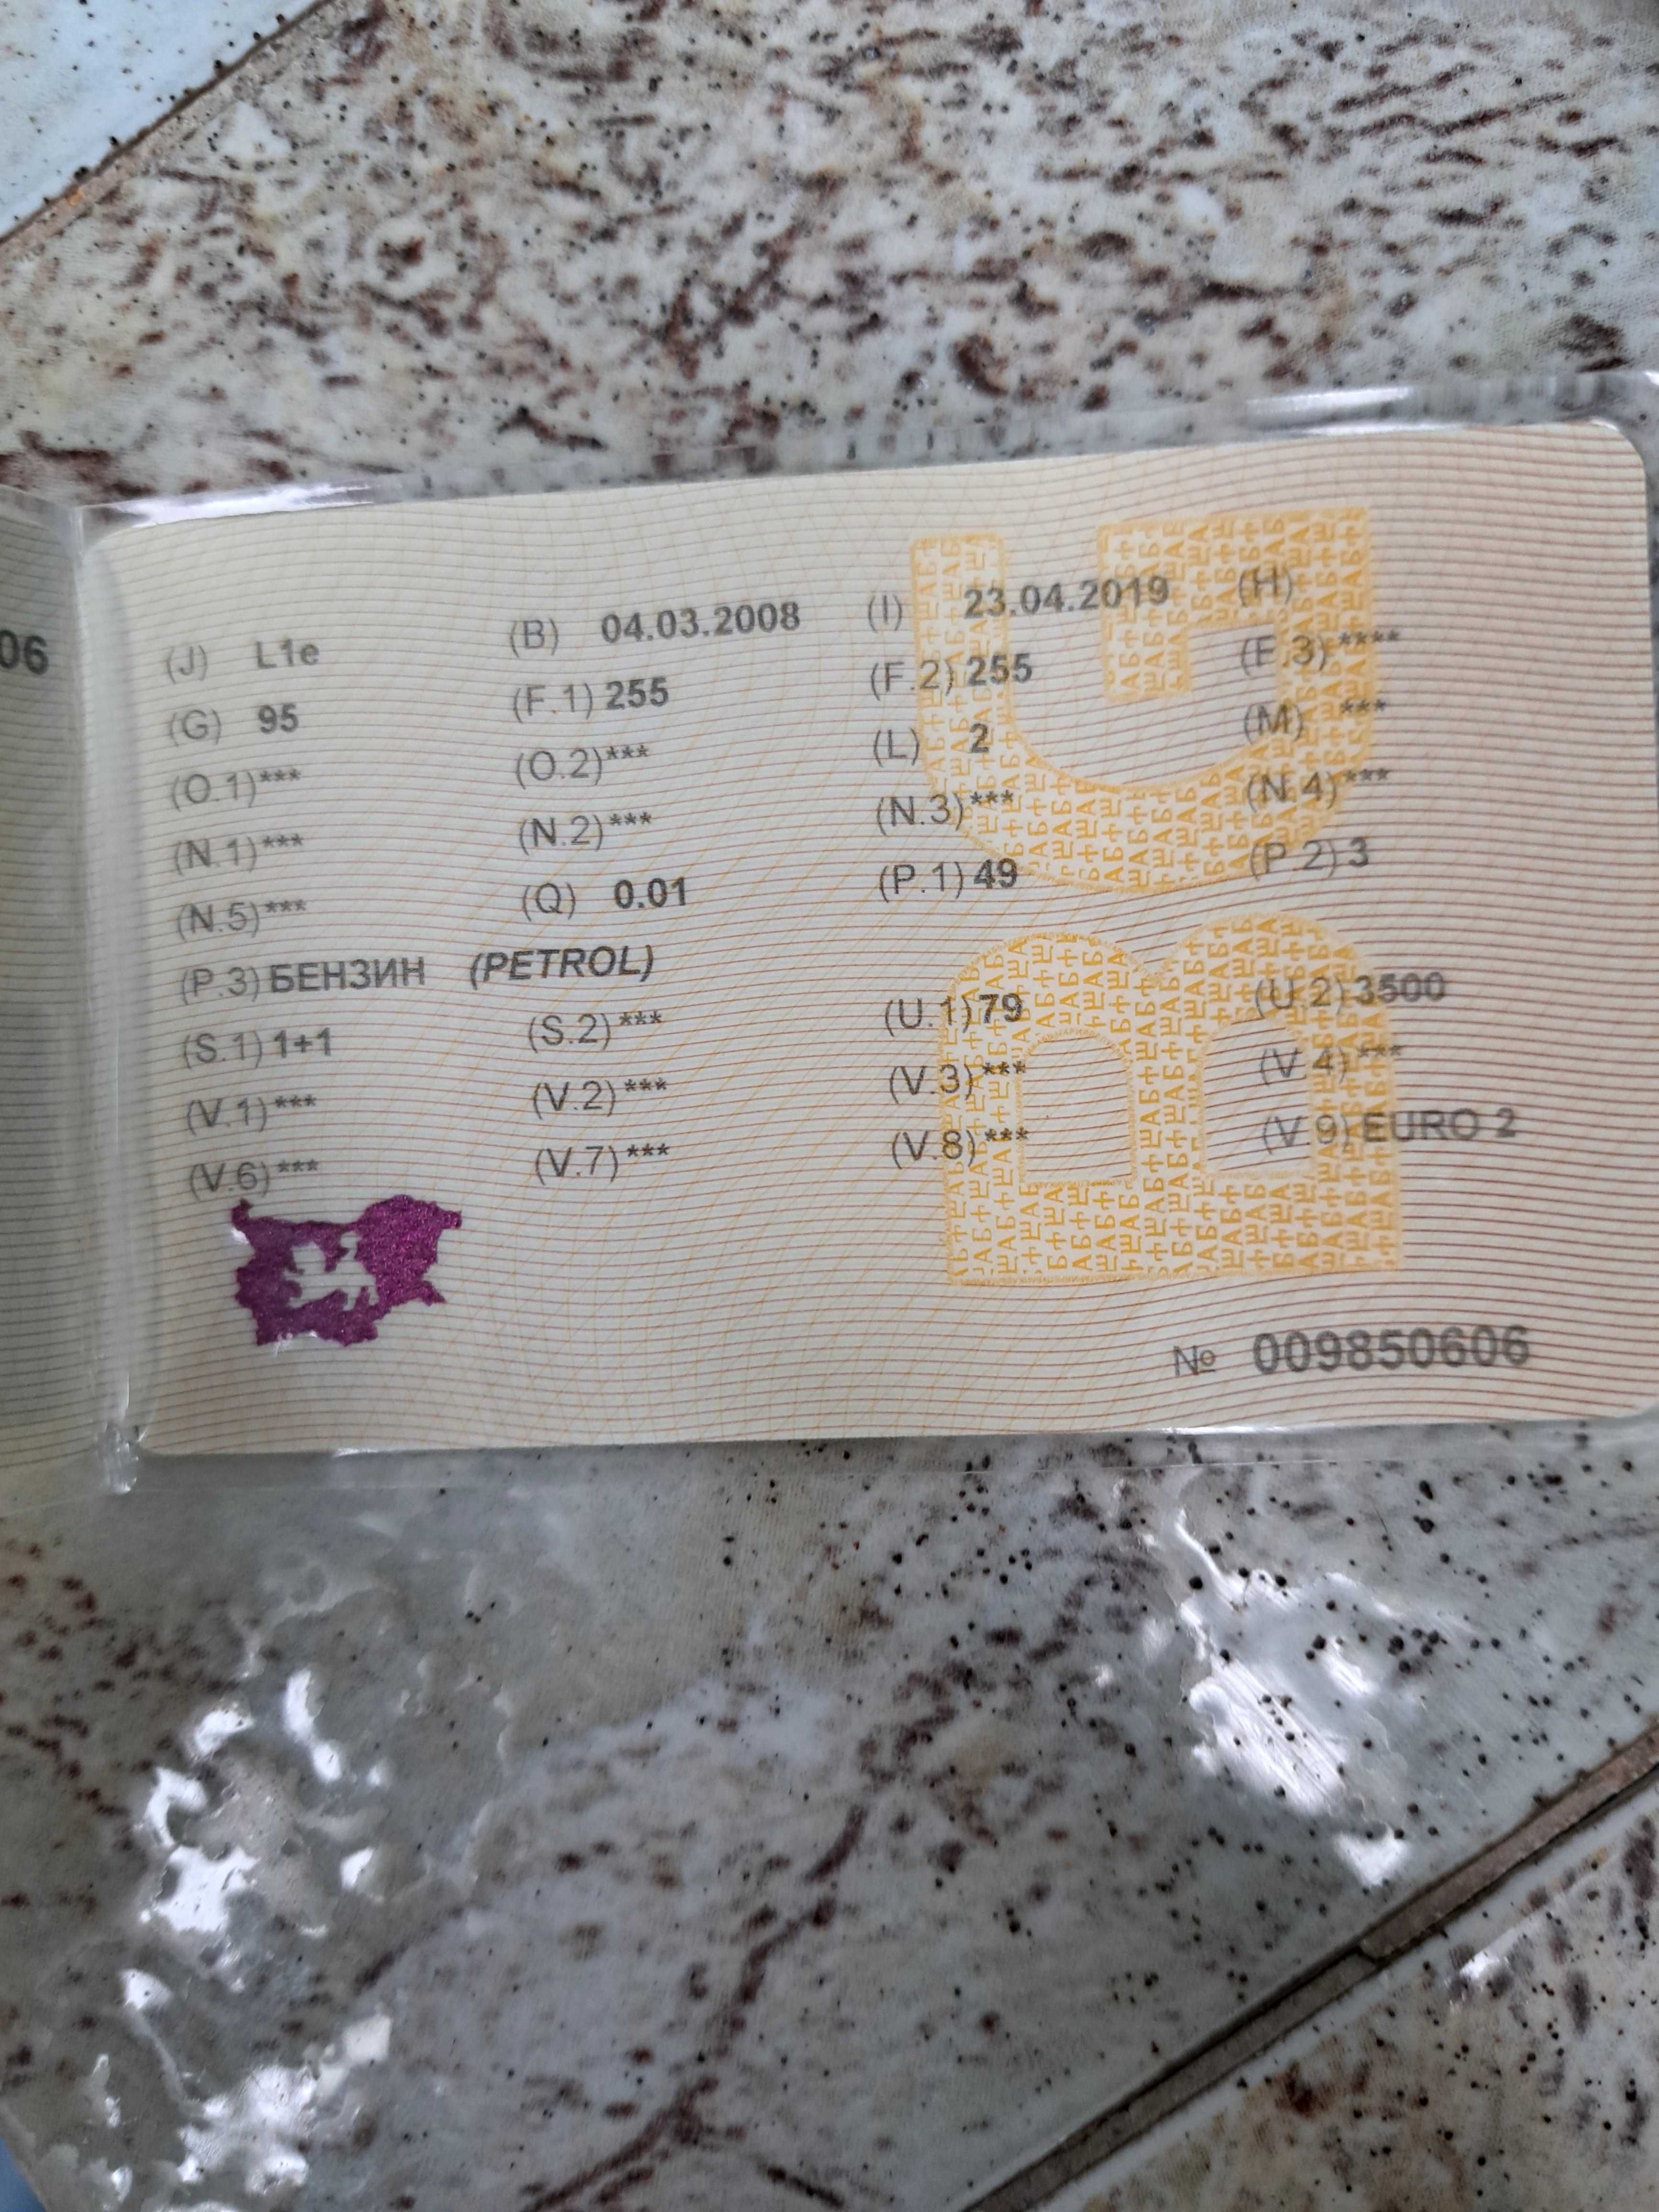 06
(J) L1e (B) 04.03.2008 (I) 23.04.2019 (H)
(G) 95 (F.1) 255 (F.2) 255 (F.3) ****
(O.1) *** (O.2) *** (L) 2 (M) ***
(N.1) *** (N.2) *** (N.3) *** (N.4) ***
(N.5) *** (Q) 0.01 (P.1) 49 (P.2) 3
(P.3) БЕНЗИН (PETROL)
(S.1) 1+1 (S.2) *** (U.1) 79 (U.2) 3500
(V.1) *** (V.2) *** (V.3) *** (V.4) ***
(V.6) *** (V.7) *** (V.8) *** (V.9) EURO 2
№ 009850606